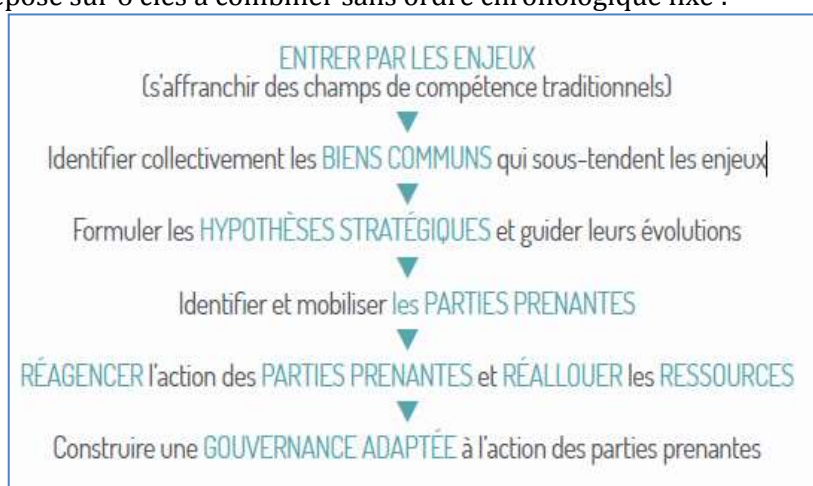 repose sur 6 clés à combiner sans ordre chronologique fixe :
ENTRER PAR LES ENJEUX
(s'affranchir des champs de compétence traditionnels)
Identifier collectivement les BIENS COMMUNS qui sous-tendent les enjeux
Formuler les HYPOTHÈSES STRATÉGIQUES et guider leurs évolutions
Identifier et mobiliser les PARTIES PRENANTES
RÉAGENCER l'action des PARTIES PRENANTES et RÉALLOUER les RESSOURCES
Construire une GOUVERNANCE ADAPTÉE à l'action des parties prenantes